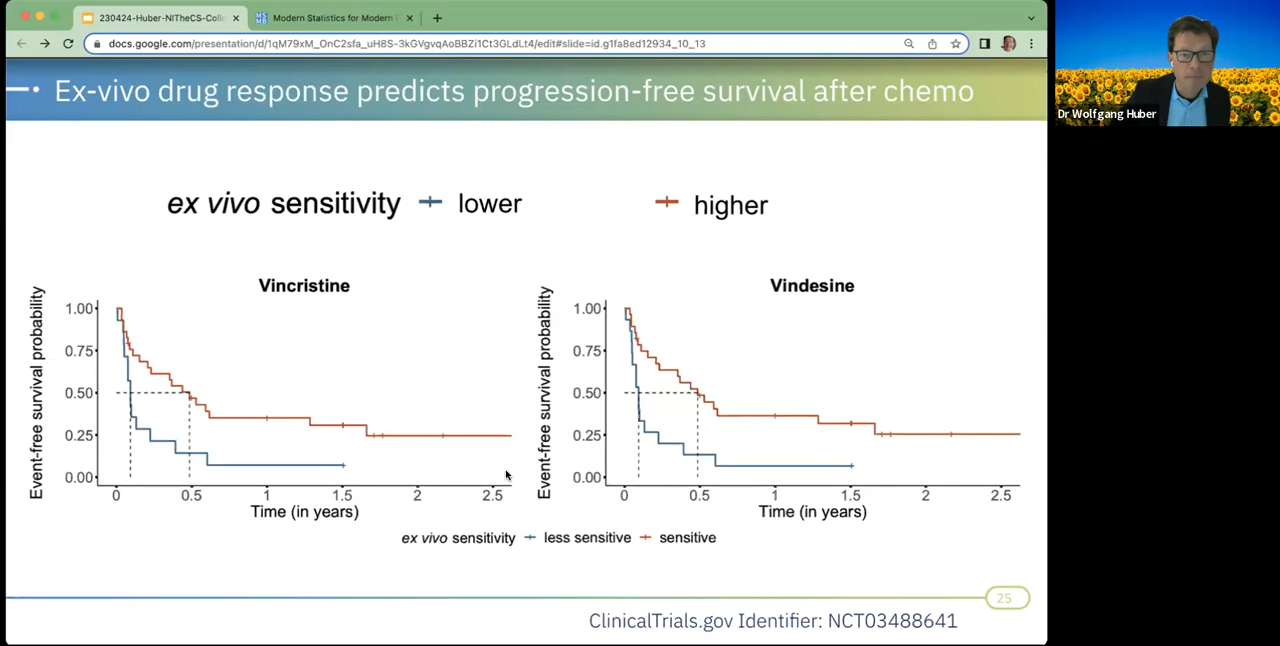 230424-Huber-NITheCS-Coll
Modern Statistics for Modern
docs.google.com/presentation/d/1qM79xM_OnC2sfa_uH8S-3kGVgvqAoBBZi1Ct3GLdLt4/edit#slide=id.g1fa8ed12934_10_13
Ex-vivo drug response predicts progression-free survival after chemo
Dr Wolfgang Huber
ex vivo sensitivity lower higher
Vincristine
Event-free survival probability
1.00
0.75
0.50
0.25
0.00
0 0.5 1 1.5 2 2.5
Time (in years)
Vindesine
Event-free survival probability
1.00
0.75
0.50
0.25
0.00
0 0.5 1 1.5 2 2.5
Time (in years)
ex vivo sensitivity less sensitive sensitive
25
ClinicalTrials.gov Identifier: NCT03488641